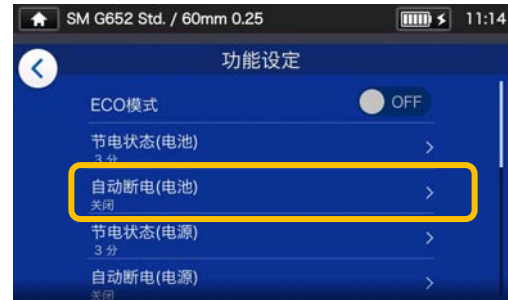 SM G652 Std. / 60mm 0.25
11:14
功能设定
ECO模式
OFF
节电状态(电池)
3 分
自动断电(电池)
关闭
节电状态(电源)
3 分
自动断电(电源)
关闭